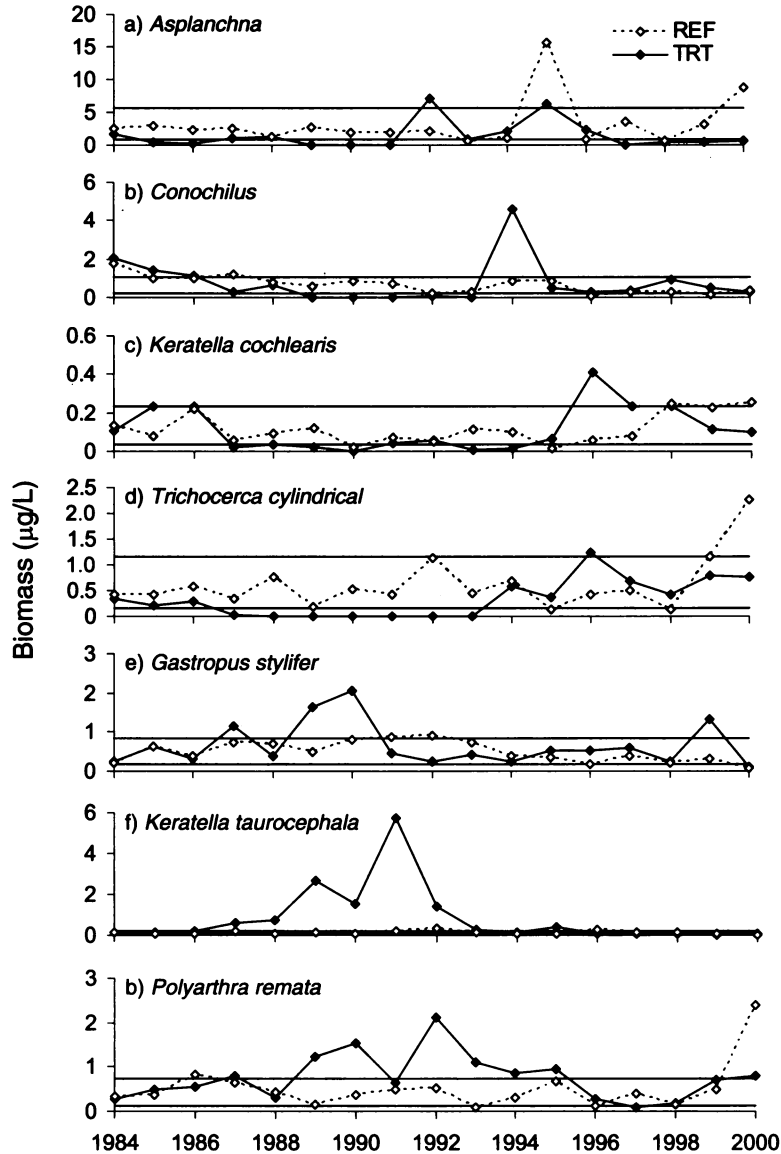 a) Asplanchna
REF
TRT
20
15
10
5
0
b) Conochilus
6
4
2
0
c) Keratella cochlearis
0.6
0.4
0.2
0
d) Trichocerca cylindrical
2.5
2.0
1.5
1.0
0.5
0
Biomass (µg/L)
e) Gastropus stylifer
3
2
1
0
f) Keratella taurocephala
6
4
2
0
b) Polyarthra remata
3
2
1
0
1984 1986 1988 1990 1992 1994 1996 1998 2000